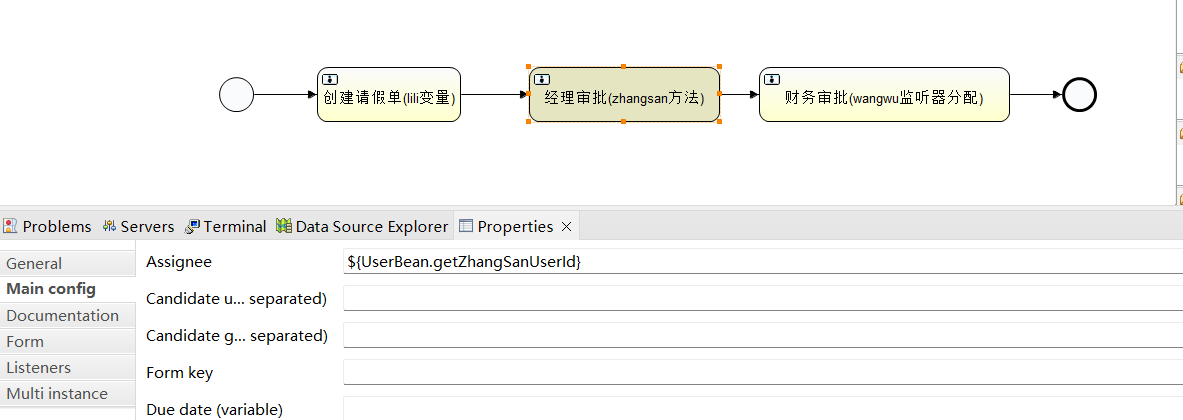 创建请假单(lili变量)
经理审批(zhangsan方法)
财务审批(wangwu监听器分配)
Problems Servers Terminal Data Source Explorer Properties
General
Main config
Documentation
Form
Listeners
Multi instance
Assignee ${UserBean.getZhangSanUserId}
Candidate u... separated)
Candidate g... separated)
Form key
Due date (variable)